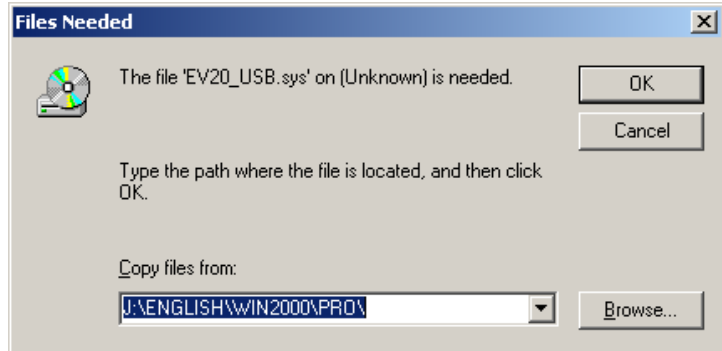 Files Needed
The file 'EV20_USB.sys' on (Unknown) is needed.
OK
Cancel
Type the path where the file is located, and then click
OK.
Copy files from:
J:\ENGLISH\WIN2000\PRO\
Browse...